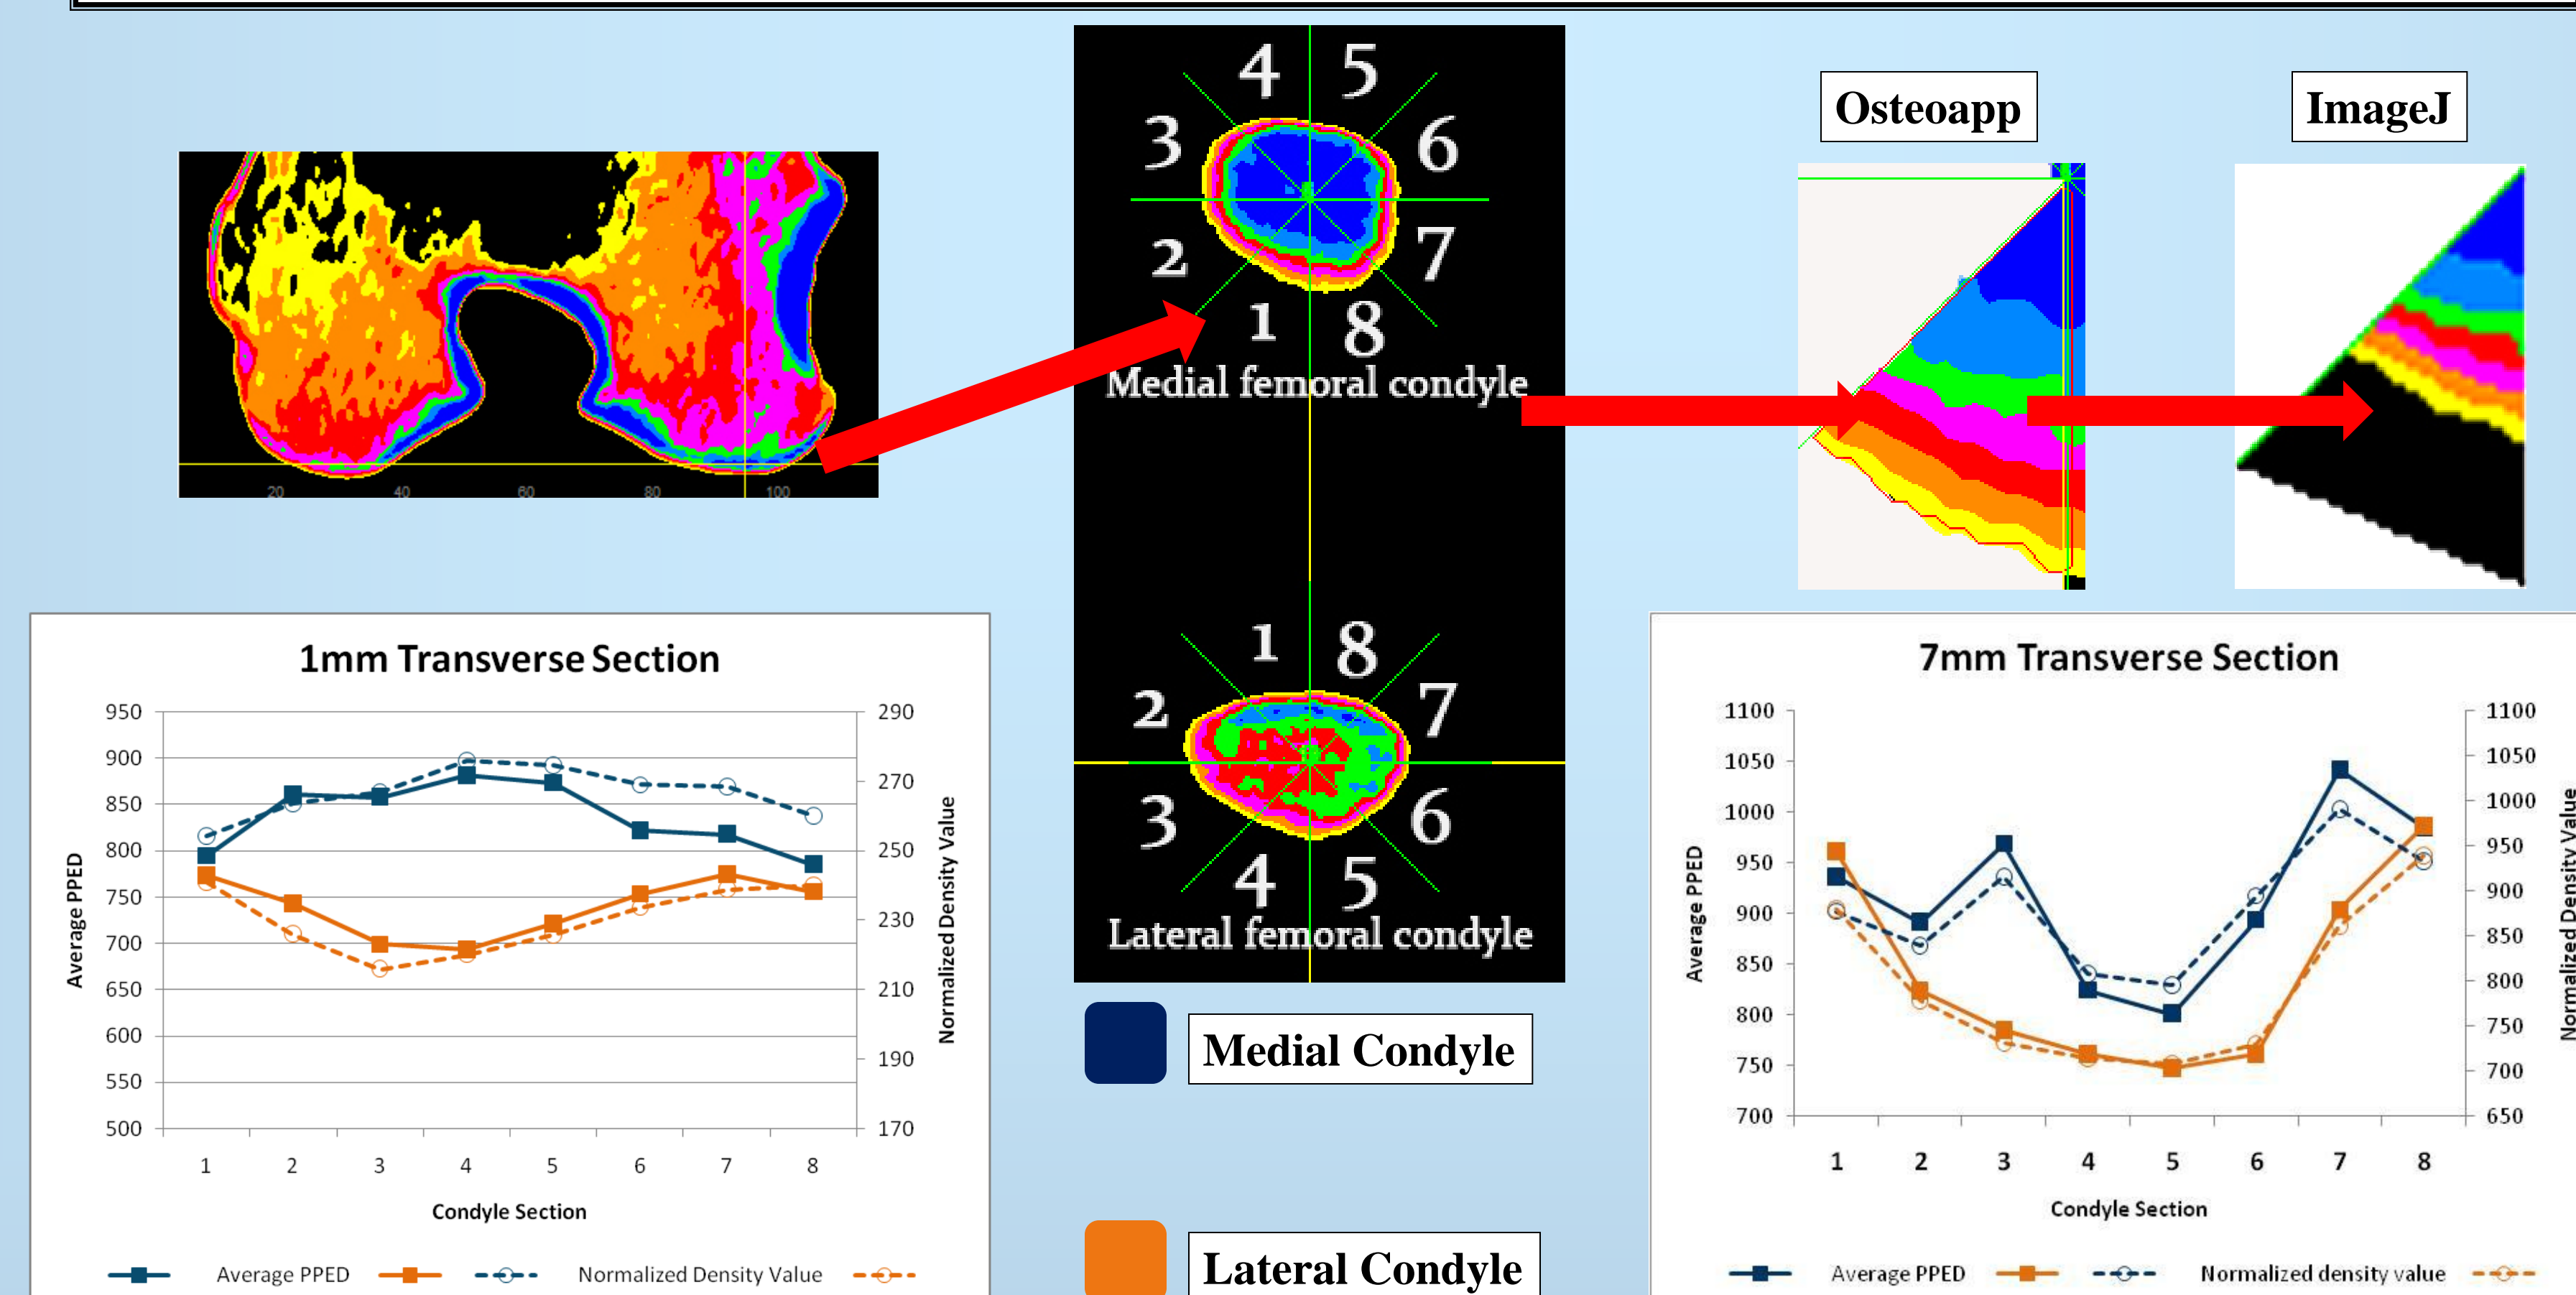 Osteoapp
ImageJ
4 5
3 6
2 7
1 8
Medial femoral condyle
20 40 60 80 100
1 8
2 7
3 6
4 5
Lateral femoral condyle
Medial Condyle
Lateral Condyle
1mm Transverse Section
950 290
900
270
850
800 250
750
230
700
650 210
600
190
550
500 170
Average PPED
Normalized Density Value
1 2 3 4 5 6 7 8
Condyle Section
Average PPED Normalized Density Value
7mm Transverse Section
1100 1100
1050 1050
1000 1000
950 950
900 900
850 850
800 800
750 750
700 700
650
Average PPED
Normalized Density Value
1 2 3 4 5 6 7 8
Condyle Section
Average PPED Normalized density value